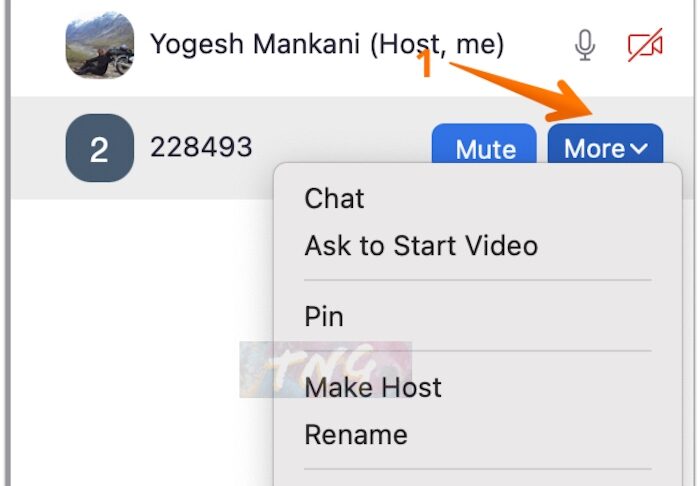 Yogesh Mankani (Host, me)
1
2 228493 Mute More
Chat
Ask to Start Video
Pin
TNG
Make Host
Rename